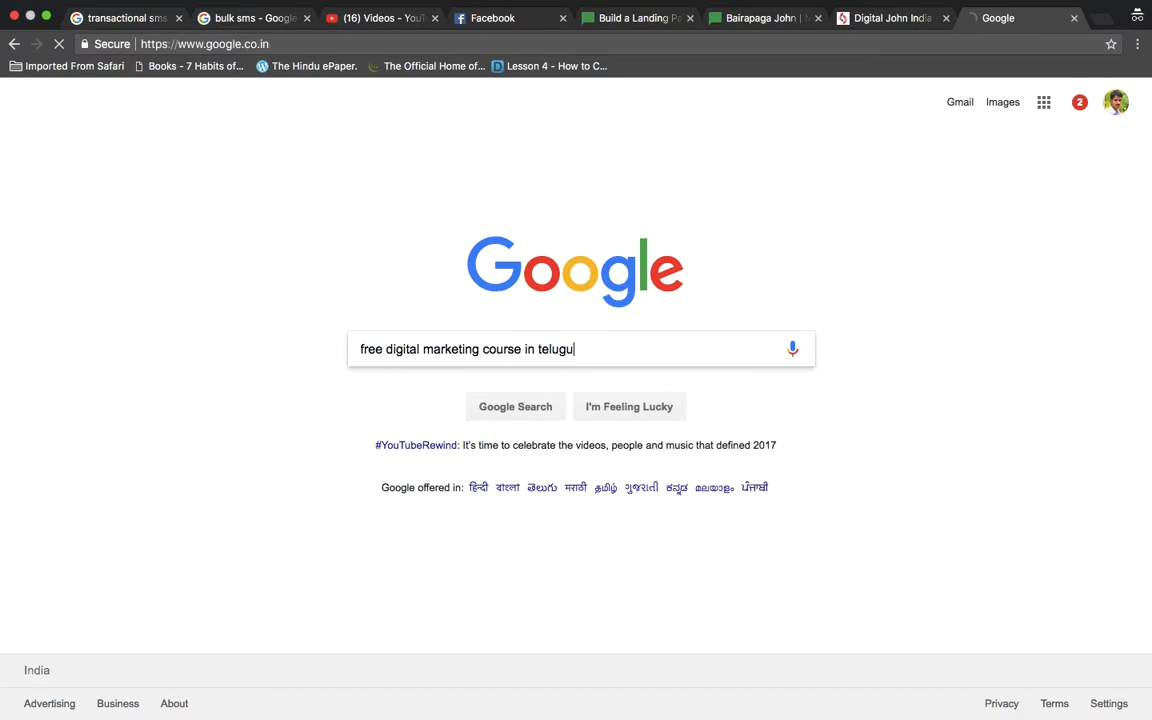 transactional sms
bulk sms - Google
(16) Videos - YouT
Facebook
Build a Landing Pa
Bairapaga John | M
Digital John India
Google
Secure
https://www.google.co.in
Imported From Safari
Books - 7 Habits of...
The Hindu ePaper.
The Official Home of...
Lesson 4 - How to C...
Gmail
Images
2
Google
free digital marketing course in telugu
Google Search
I'm Feeling Lucky
#YouTubeRewind: It's time to celebrate the videos, people and music that defined 2017
Google offered in: हिन्दी বাংলা తెలుగు मराठी தமிழ் ગુજરાતી ಕನ್ನಡ മലയാളം ਪੰਜਾਬੀ
India
Advertising
Business
About
Privacy
Terms
Settings